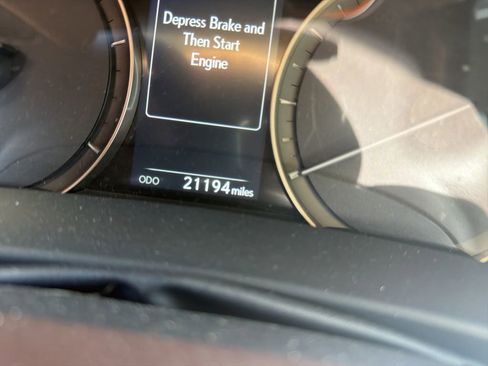 Depress Brake and
Then Start
Engine
ODO 21194 miles